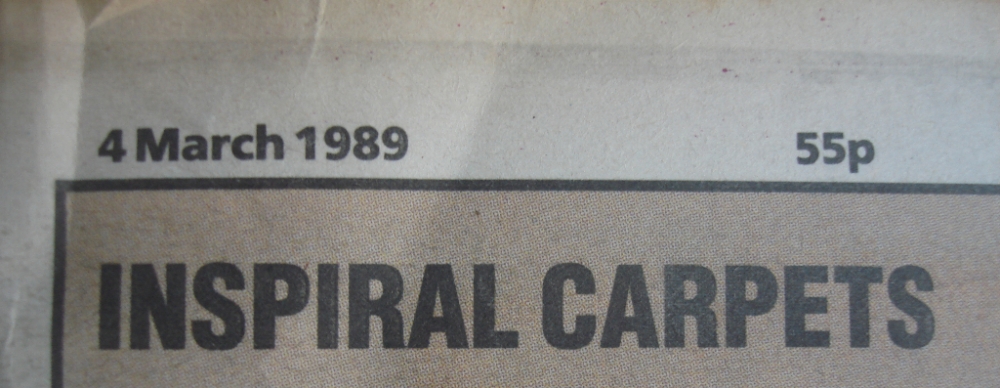 4 March 1989 55p
INSPIRAL CARPETS